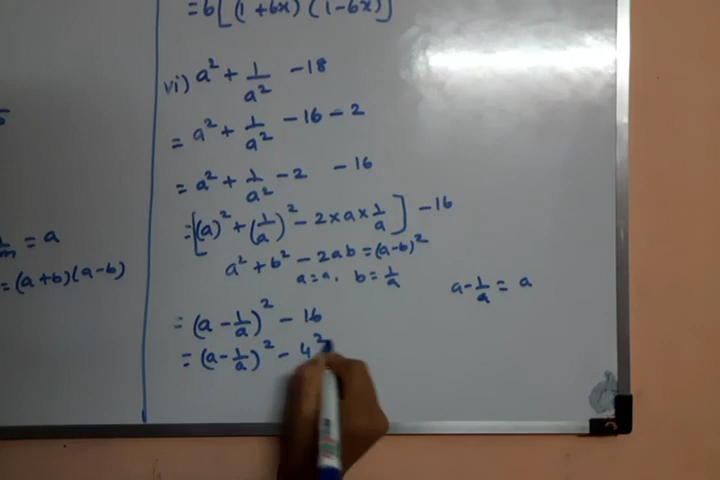 = 6[(1+6x)(1-6x)]
vi) a² + 1/a² - 18
= a² + 1/a² - 16 - 2
= a² + 1/a² - 2 - 16
= [(a)² + (1/a)² - 2×a×1/a] - 16
a² + b² - 2ab = (a-b)²
a = a, b = 1/a
a - 1/a = a
= (a - 1/a)² - 16
= (a - 1/a)² - 4²
= a
= (a+b)(a-b)